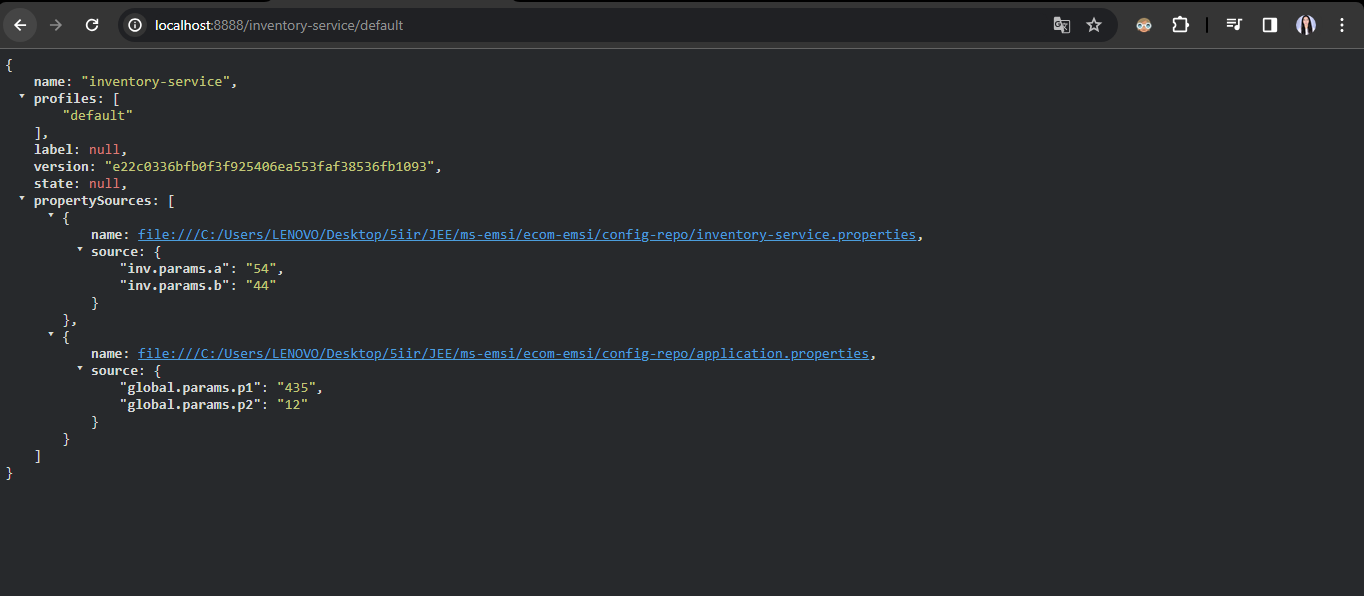 localhost:8888/inventory-service/default
{
name: "inventory-service",
profiles: [
"default"
],
label: null,
version: "e22c0336bfb0f3f925406ea553faf38536fb1093",
state: null,
propertySources: [
{
name: file:///C:/Users/LENOVO/Desktop/5iir/JEE/ms-emsi/ecom-emsi/config-repo/inventory-service.properties,
source: {
"inv.params.a": "54",
"inv.params.b": "44"
}
},
{
name: file:///C:/Users/LENOVO/Desktop/5iir/JEE/ms-emsi/ecom-emsi/config-repo/application.properties,
source: {
"global.params.p1": "435",
"global.params.p2": "12"
}
}
]
}